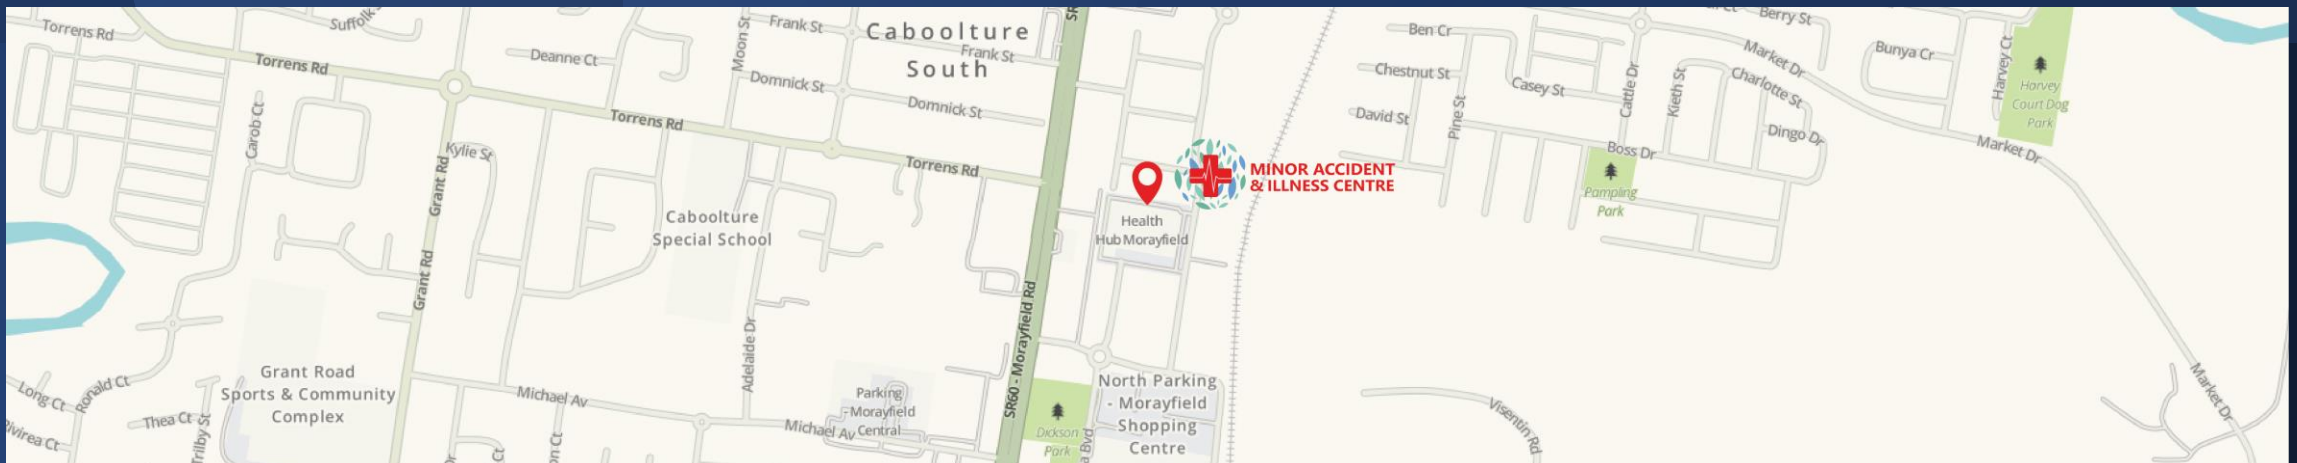 Torrens Rd
Suffolk
Frank St
Caboolture
South
Frank St
Moon St
Deanne Ct
Torrens Rd
Domnick St
Domnick St
Torrens Rd
Torrens Rd
Carob Ct
Kylie St
Grant Rd
Grant Rd
Caboolture
Special School
Adelaide Dr
Grant Road
Sports & Community
Complex
Long Ct
Ronald Ct
Thea Ct
Trilby St
Michael Av
Michael Av
Parking
- Morayfield
Central
SR60 - Morayfield Rd
SR
Health
Hub Morayfield
MINOR ACCIDENT
& ILLNESS CENTRE
North Parking
- Morayfield
Shopping
Centre
Dickson
Park
Bvd
Ben Cr
Chestnut St
David St
Pine St
Casey St
Cattle Dr
Kieth St
Berry St
Market Dr
Charlotte St
Dingo Dr
Bunya Cr
Harvey Ct
Harvey
Court Dog
Park
Boss Dr
Pampling
Park
Market Dr
Visentin Rd
Market Dr